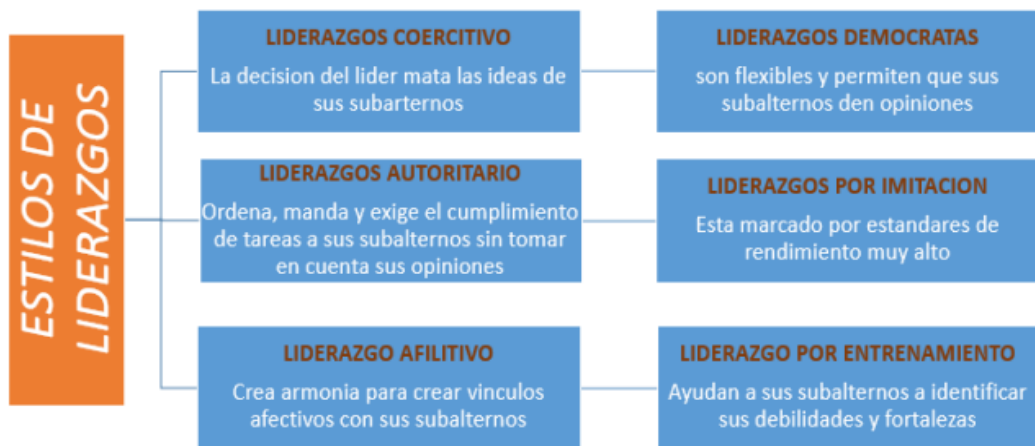 ESTILOS DE
LIDERAZGOS
LIDERAZGOS COERCITIVO
La decision del lider mata las ideas de
sus subarternos
LIDERAZGOS DEMOCRATAS
son flexibles y permiten que sus
subalternos den opiniones
LIDERAZGOS AUTORITARIO
Ordena, manda y exige el cumplimiento
de tareas a sus subalternos sin tomar
en cuenta sus opiniones
LIDERAZGOS POR IMITACION
Esta marcado por estandares de
rendimiento muy alto
LIDERAZGO AFILITIVO
Crea armonia para crear vinculos
afectivos con sus subalternos
LIDERAZGO POR ENTRENAMIENTO
Ayudan a sus subalternos a identificar
sus debilidades y fortalezas